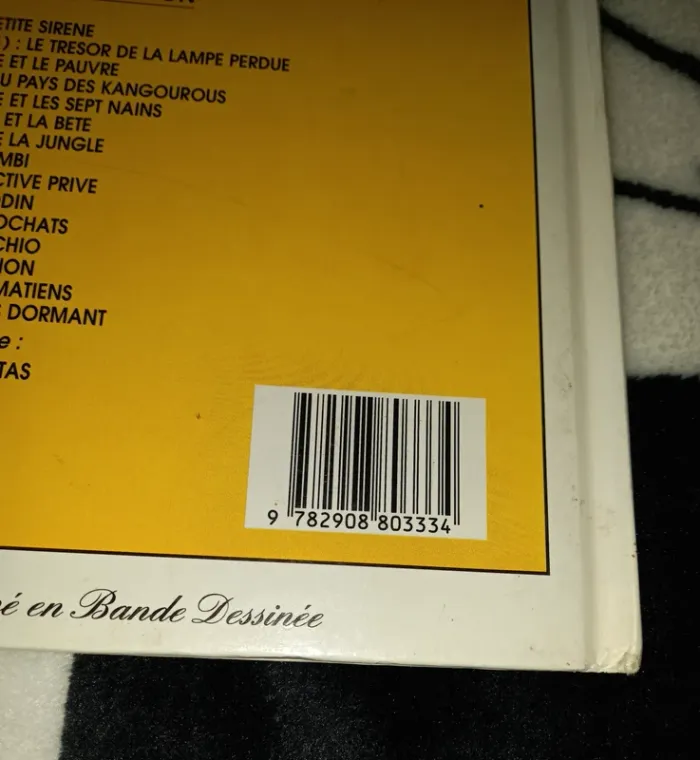 ETITE SIRENE
) : LE TRESOR DE LA LAMPE PERDUE
E ET LE PAUVRE
U PAYS DES KANGOUROUS
E ET LES SEPT NAINS
ET LA BETE
E LA JUNGLE
MBI
CTIVE PRIVE
DIN
OCHATS
CHIO
ION
MATIENS
S DORMANT
e :
TAS
9 782908 803334
é en Bande Dessinée